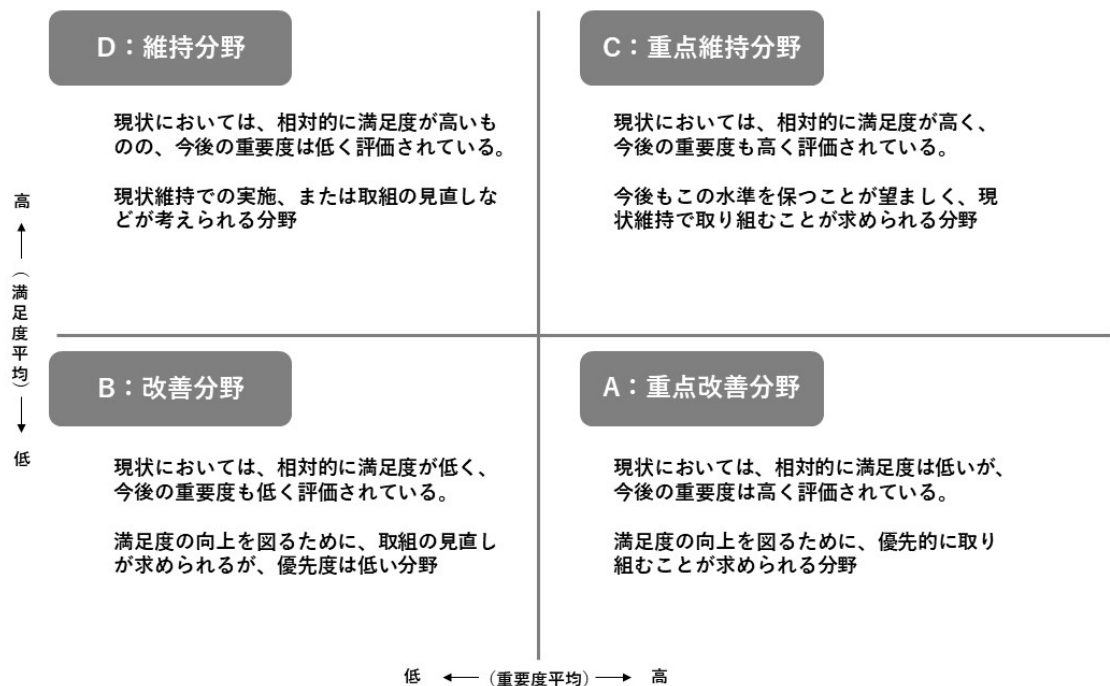 D：維持分野
現状においては、相対的に満足度が高いも
のの、今後の重要度は低く評価されている。
現状維持での実施、または取組の見直しな
どが考えられる分野
C：重点維持分野
現状においては、相対的に満足度が高く、
今後の重要度も高く評価されている。
今後もこの水準を保つことが望ましく、現
状維持で取り組むことが求められる分野
高
（満足度平均）
低
B：改善分野
現状においては、相対的に満足度が低く、
今後の重要度も低く評価されている。
満足度の向上を図るために、取組の見直し
が求められるが、優先度は低い分野
A：重点改善分野
現状においては、相対的に満足度は低いが、
今後の重要度は高く評価されている。
満足度の向上を図るために、優先的に取り
組むことが求められる分野
低 ←（重要度平均）→ 高